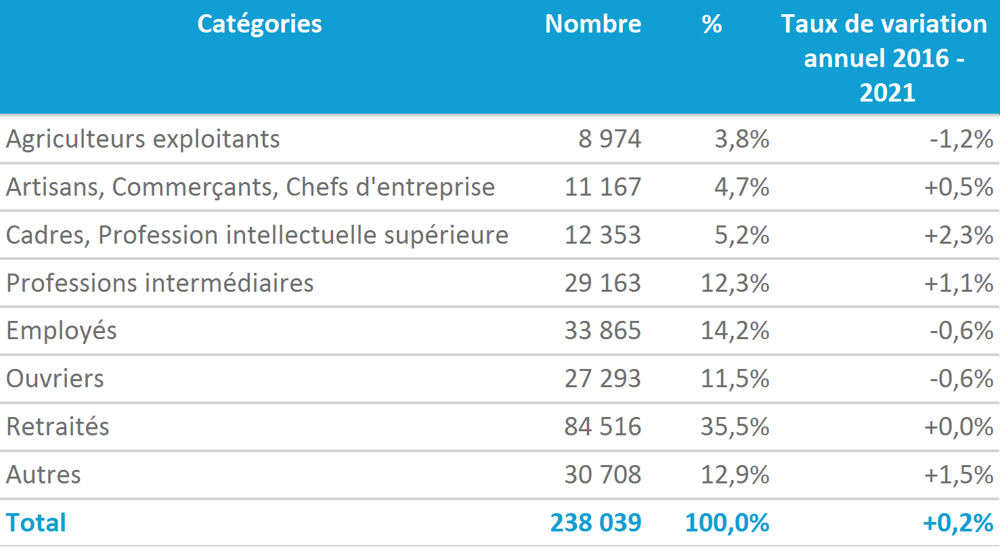 Catégories Nombre % Taux de variation
annuel 2016 -
2021
Agriculteurs exploitants 8 974 3,8% -1,2%
Artisans, Commerçants, Chefs d'entreprise 11 167 4,7% +0,5%
Cadres, Profession intellectuelle supérieure 12 353 5,2% +2,3%
Professions intermédiaires 29 163 12,3% +1,1%
Employés 33 865 14,2% -0,6%
Ouvriers 27 293 11,5% -0,6%
Retraités 84 516 35,5% +0,0%
Autres 30 708 12,9% +1,5%
Total 238 039 100,0% +0,2%